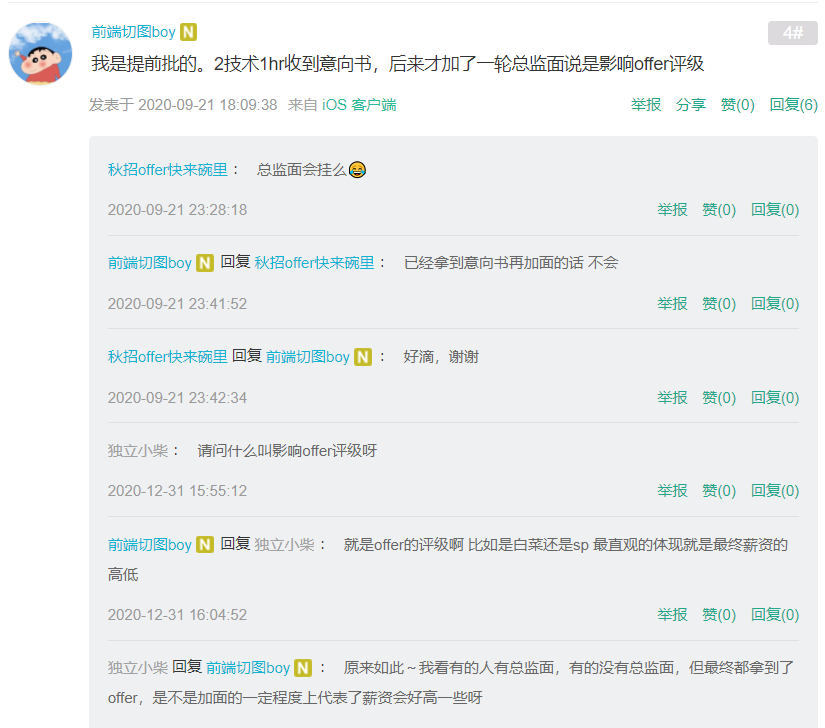 前端切图boy N
4#
我是提前批的。2技术1hr收到意向书，后来才加了一轮总监面说是影响offer评级
发表于 2020-09-21 18:09:38 来自 iOS 客户端 举报 分享 赞(0) 回复(6)
秋招offer快来碗里： 总监面会挂么😂
2020-09-21 23:28:18 举报 赞(0) 回复(0)
前端切图boy N 回复 秋招offer快来碗里： 已经拿到意向书再加面的话 不会
2020-09-21 23:41:52 举报 赞(0) 回复(0)
秋招offer快来碗里 回复 前端切图boy N ： 好滴，谢谢
2020-09-21 23:42:34 举报 赞(0) 回复(0)
独立小柴： 请问什么叫影响offer评级呀
2020-12-31 15:55:12 举报 赞(0) 回复(0)
前端切图boy N 回复 独立小柴： 就是offer的评级啊 比如是白菜还是sp 最直观的体现就是最终薪资的
高低
2020-12-31 16:04:52 举报 赞(0) 回复(0)
独立小柴 回复 前端切图boy N ： 原来如此～我看有的人有总监面，有的没有总监面，但最终都拿到了
offer，是不是加面的一定程度上代表了薪资会好高一些呀